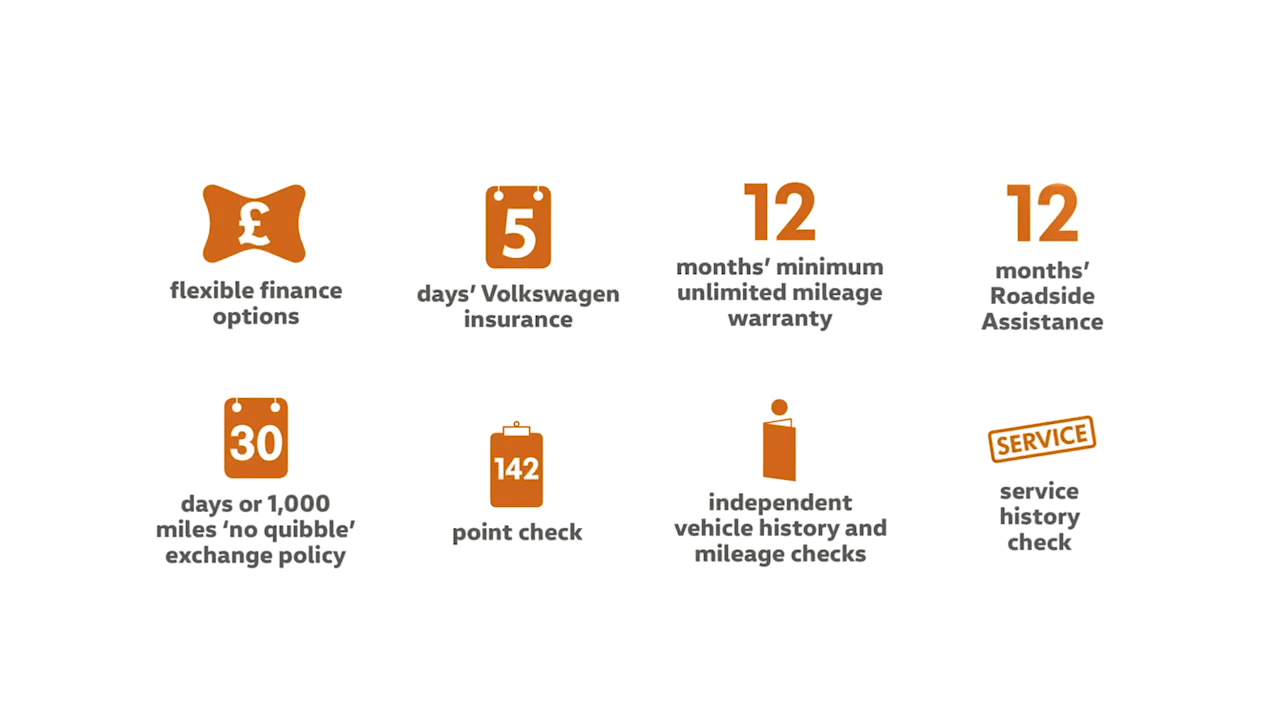 £
flexible finance
options
5
days’ Volkswagen
insurance
12
months’ minimum
unlimited mileage
warranty
12
months’
Roadside
Assistance
30
days or 1,000
miles ‘no quibble’
exchange policy
142
point check
independent
vehicle history and
mileage checks
SERVICE
service
history
check